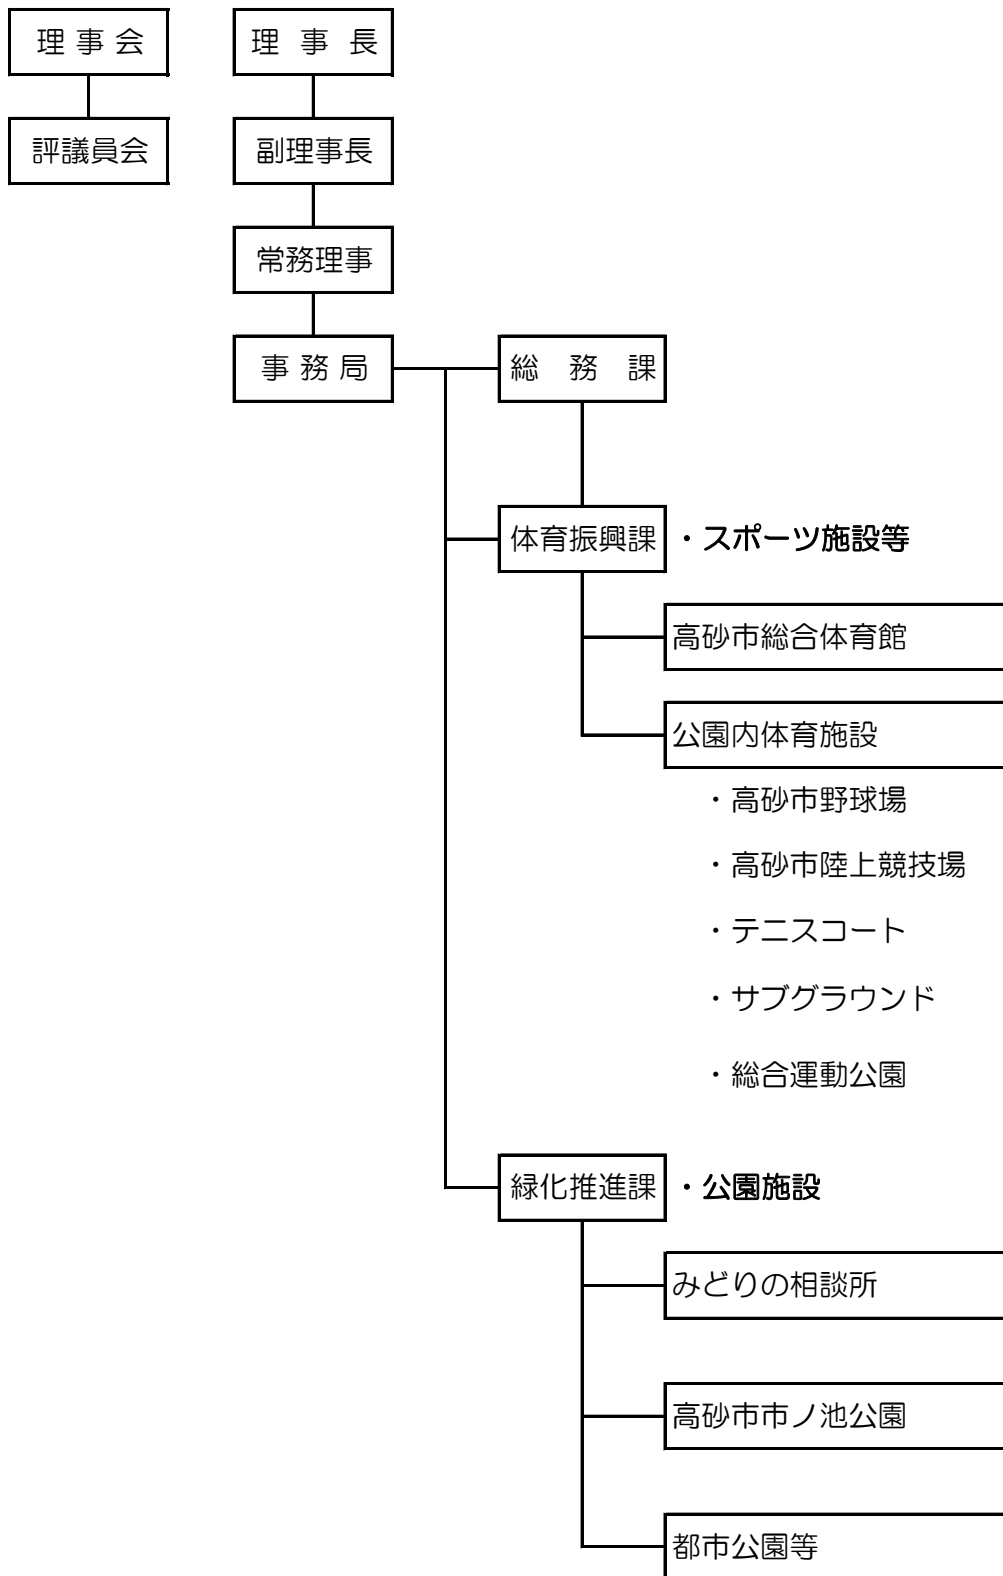 理事会
理事長
評議員会
副理事長
常務理事
事務局
総務課
体育振興課
・スポーツ施設等
高砂市総合体育館
公園内体育施設
・高砂市野球場
・高砂市陸上競技場
・テニスコート
・サブグラウンド
・総合運動公園
緑化推進課
・公園施設
みどりの相談所
高砂市市ノ池公園
都市公園等